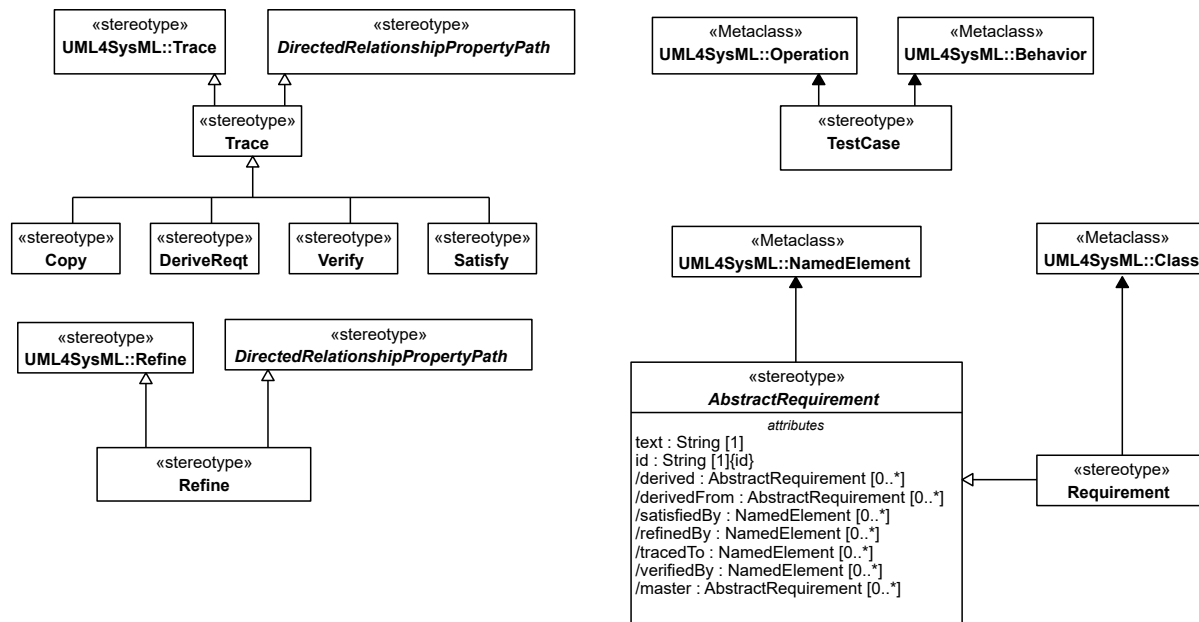 «stereotype»
UML4SysML::Trace
«stereotype»
DirectedRelationshipPropertyPath
«stereotype»
Trace
«stereotype»
Copy
«stereotype»
DeriveReqt
«stereotype»
Verify
«stereotype»
Satisfy
«stereotype»
UML4SysML::Refine
«stereotype»
DirectedRelationshipPropertyPath
«stereotype»
Refine
«Metaclass»
UML4SysML::Operation
«Metaclass»
UML4SysML::Behavior
«stereotype»
TestCase
«Metaclass»
UML4SysML::NamedElement
«Metaclass»
UML4SysML::Class
«stereotype»
AbstractRequirement
attributes
text : String [1]
id : String [1]{id}
/derived : AbstractRequirement [0..*]
/derivedFrom : AbstractRequirement [0..*]
/satisfiedBy : NamedElement [0..*]
/refinedBy : NamedElement [0..*]
/tracedTo : NamedElement [0..*]
/verifiedBy : NamedElement [0..*]
/master : AbstractRequirement [0..*]
«stereotype»
Requirement